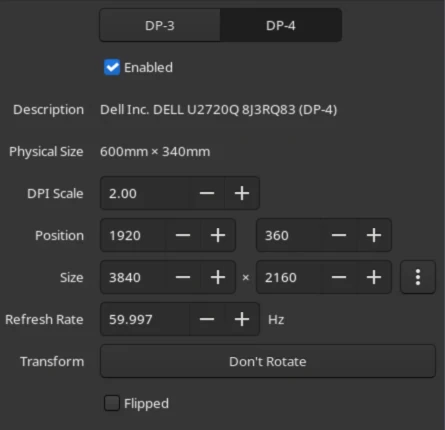 DP-3 DP-4
Enabled
Description Dell Inc. DELL U2720Q 8J3RQ83 (DP-4)
Physical Size 600mm × 340mm
DPI Scale 2.00 — +
Position 1920 — + 360 — +
Size 3840 — + × 2160 — +
Refresh Rate 59.997 — + Hz
Transform Don't Rotate
Flipped